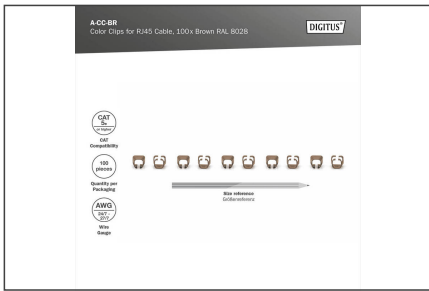 A-CC-BR
Color Clips for RJ45 Cable, 100x Brown RAL 8028
DIGITUS®
CAT
5e
or higher
CAT
Compatibility
100
pieces
Quantity per
Packaging
AWG
Wire
Gauge
Size reference
Größenreferenz